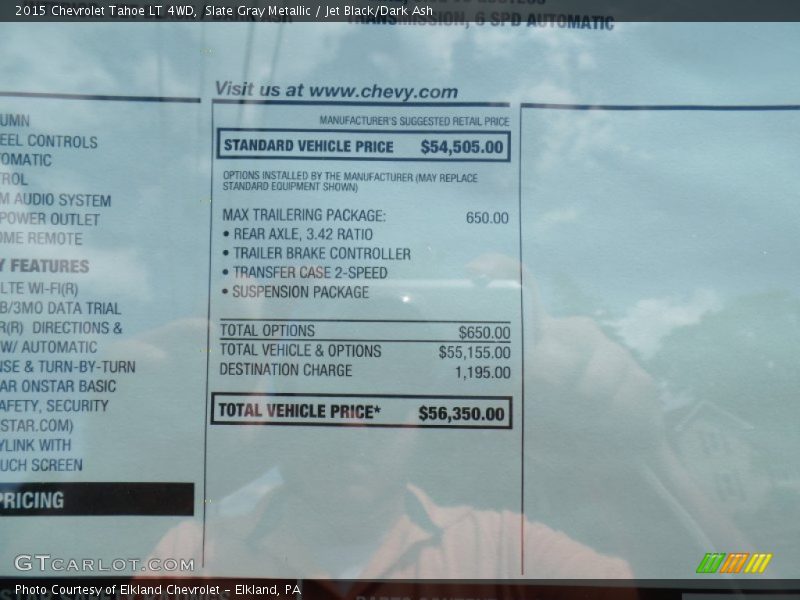 2015 Chevrolet Tahoe LT 4WD, /Slate Gray Metallic / Jet Black/Dark Ash
TRANSMISSION, 6 SPD AUTOMATIC
Visit us at www.chevy.com
UMN
EEL CONTROLS
OMATIC
ROL
M AUDIO SYSTEM
POWER OUTLET
OME REMOTE
Y FEATURES
LTE WI-FI(R)
B/3MO DATA TRIAL
R(R) DIRECTIONS &
W/ AUTOMATIC
NSE & TURN-BY-TURN
AR ONSTAR BASIC
AFETY, SECURITY
STAR.COM)
YLINK WITH
UCH SCREEN
PRICING
MANUFACTURER'S SUGGESTED RETAIL PRICE
STANDARD VEHICLE PRICE $54,505.00
OPTIONS INSTALLED BY THE MANUFACTURER (MAY REPLACE
STANDARD EQUIPMENT SHOWN)
MAX TRAILERING PACKAGE: 650.00
• REAR AXLE, 3.42 RATIO
• TRAILER BRAKE CONTROLLER
• TRANSFER CASE 2-SPEED
• SUSPENSION PACKAGE
TOTAL OPTIONS $650.00
TOTAL VEHICLE & OPTIONS $55,155.00
DESTINATION CHARGE 1,195.00
TOTAL VEHICLE PRICE* $56,350.00
GTCARLOT.COM
Photo Courtesy of Elkland Chevrolet - Elkland, PA